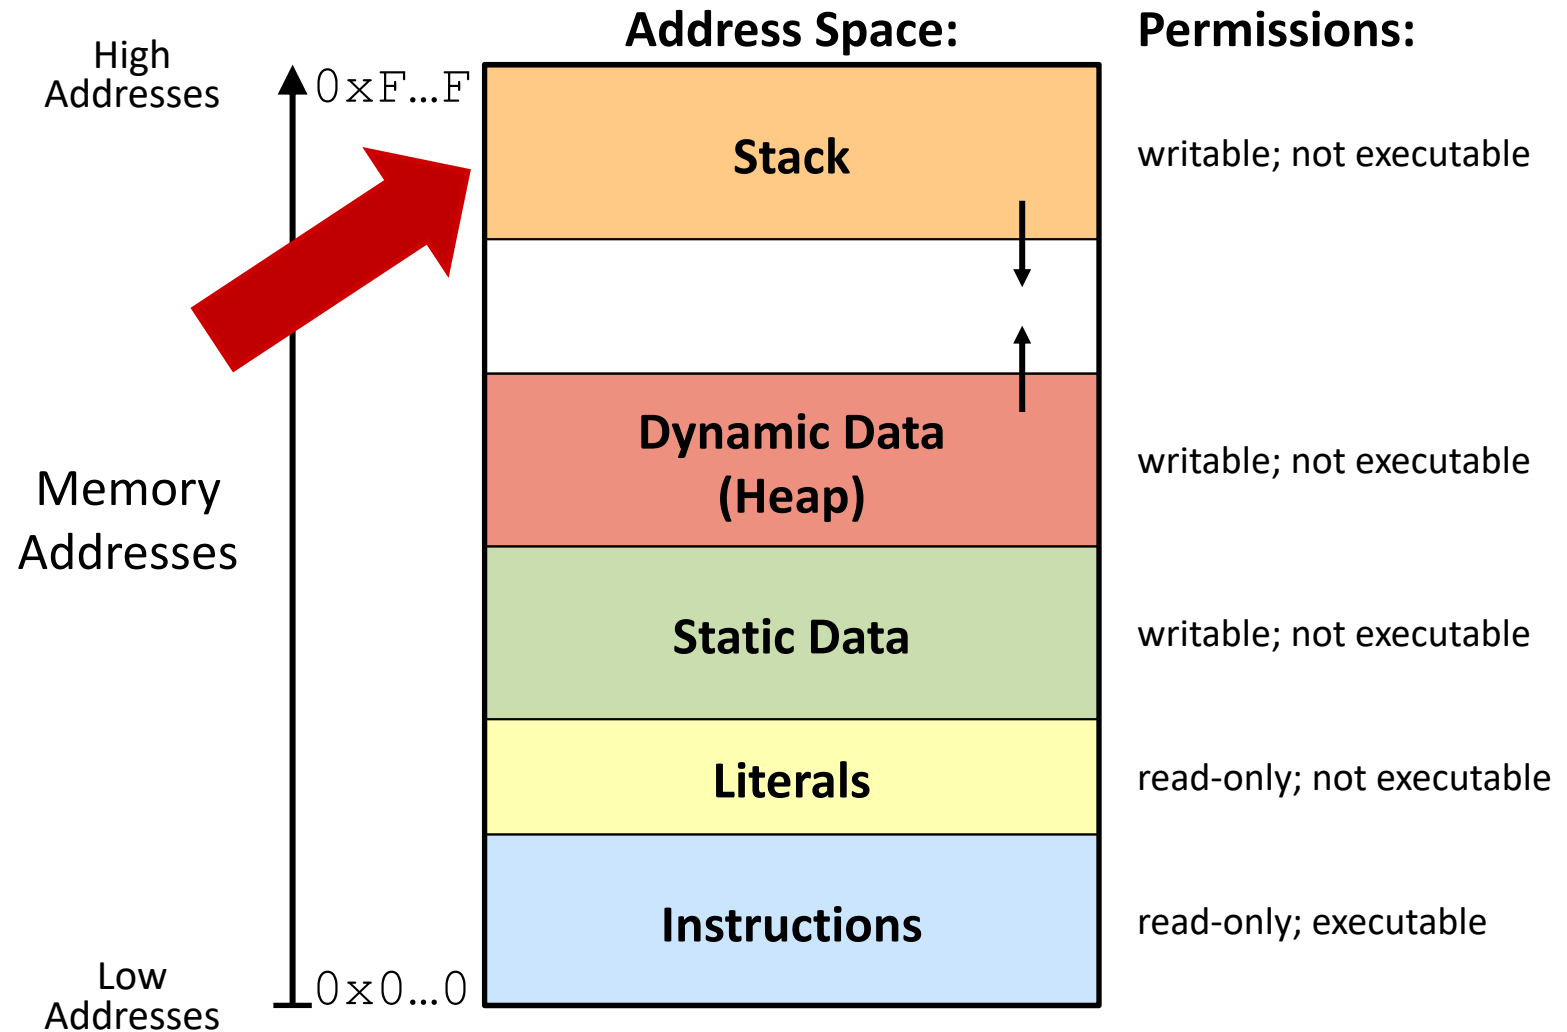 Address Space:
Permissions:
High
Addresses
0xF…F
Stack
writable; not executable
Dynamic Data
(Heap)
writable; not executable
Memory
Addresses
Static Data
writable; not executable
Literals
read-only; not executable
Instructions
read-only; executable
Low
Addresses
0x0…0